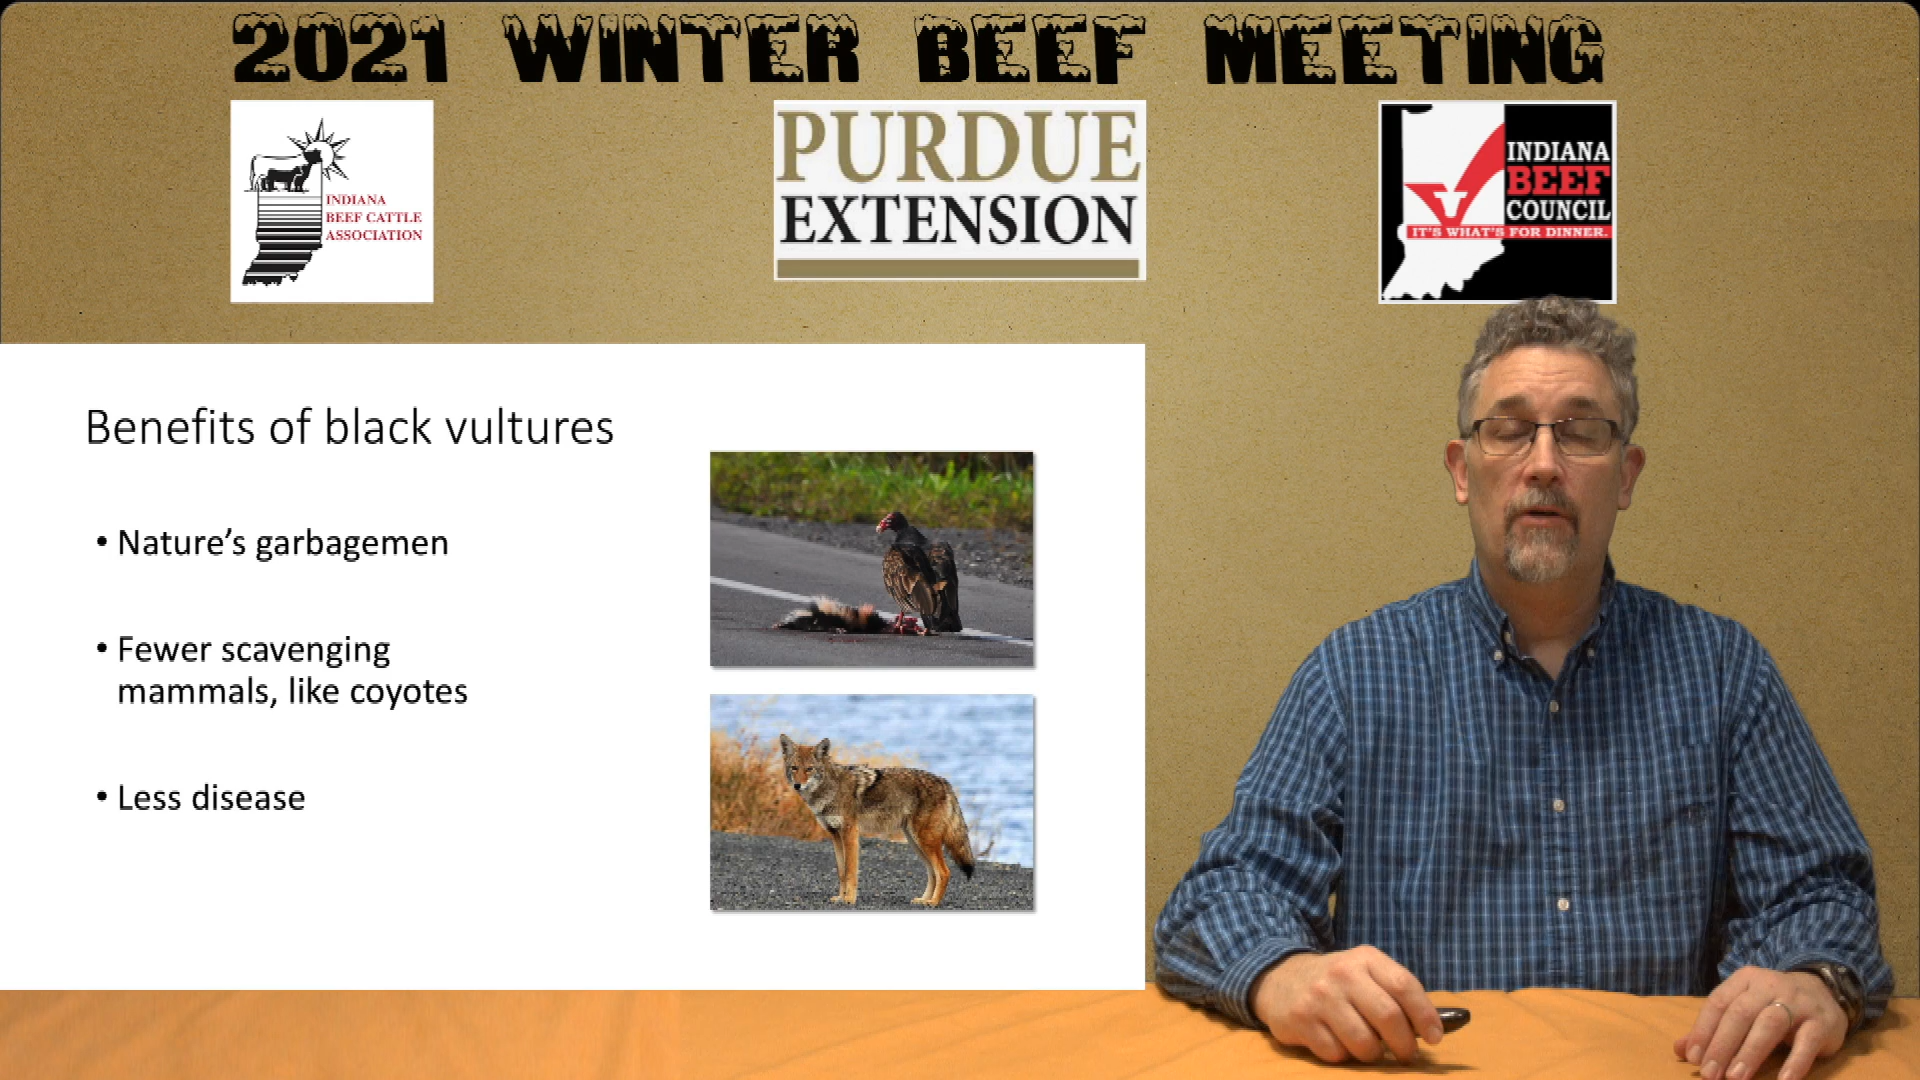 2021 WINTER BEEF MEETING
INDIANA
BEEF CATTLE
ASSOCIATION
PURDUE
EXTENSION
INDIANA
BEEF
COUNCIL
IT'S WHAT'S FOR DINNER.
Benefits of black vultures
• Nature's garbagemen
• Fewer scavenging
mammals, like coyotes
• Less disease